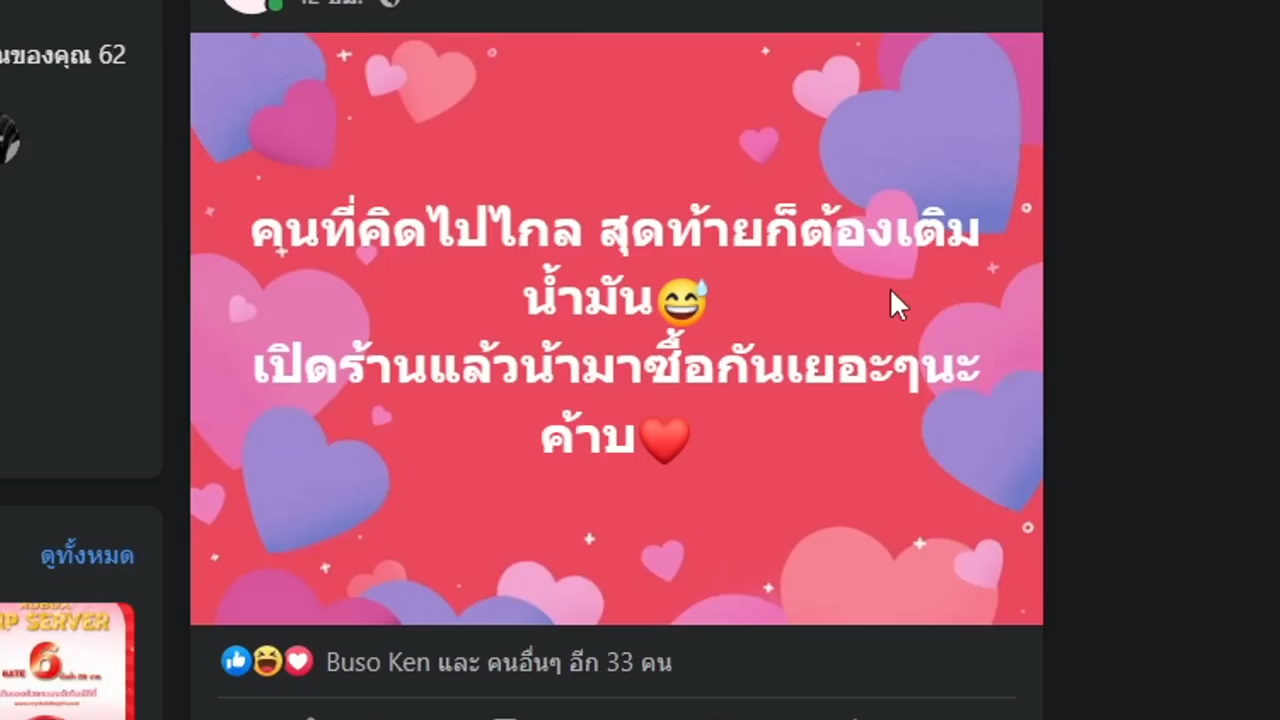 นของคุณ 62
คนที่คิดไปไกล สุดท้ายก็ต้องเติม
น้ำมัน😅
เปิดร้านแล้วน้ามาซื้อกันเยอะๆนะ
ค้าบ❤️
ดูทั้งหมด
SERVER
6
RATE
Buso Ken และ คนอื่นๆ อีก 33 คน